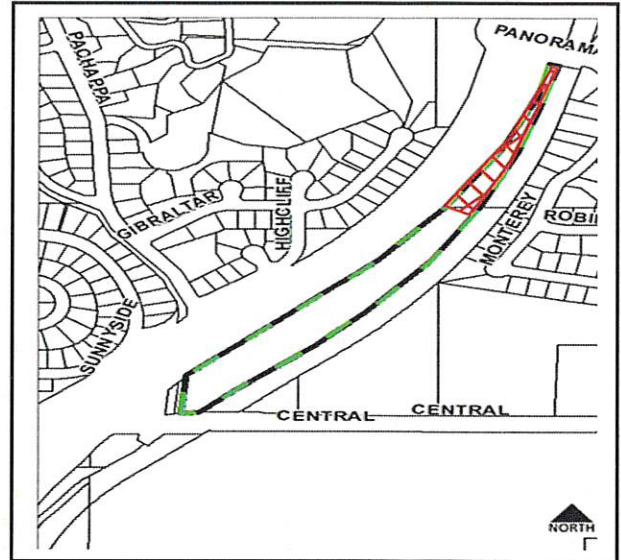 PANORAMA
PACHAPPA
GIBRALTAR
HIGHCLIFF
MONTEREY
ROBI
SUNNYSIDE
CENTRAL
CENTRAL
NORTH